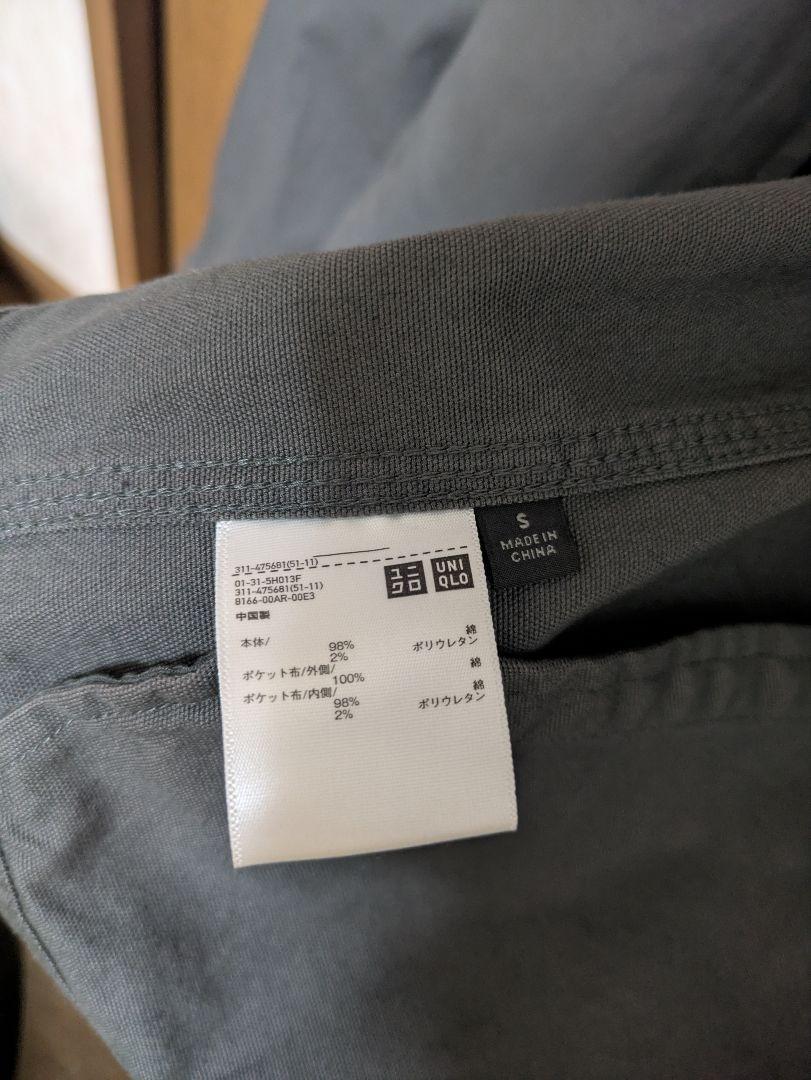 311-475681(51-11)
01-31-5H013F
311-475681(51-11)
8166-00AR-00E3
ユニ
クロ
UNI
QLO
中国製
本体/ 綿
98% ポリウレタン
2%
ポケット布/外側/ 綿
100%
ポケット布/内側/ 綿
98% ポリウレタン
2%
S
MADE IN
CHINA